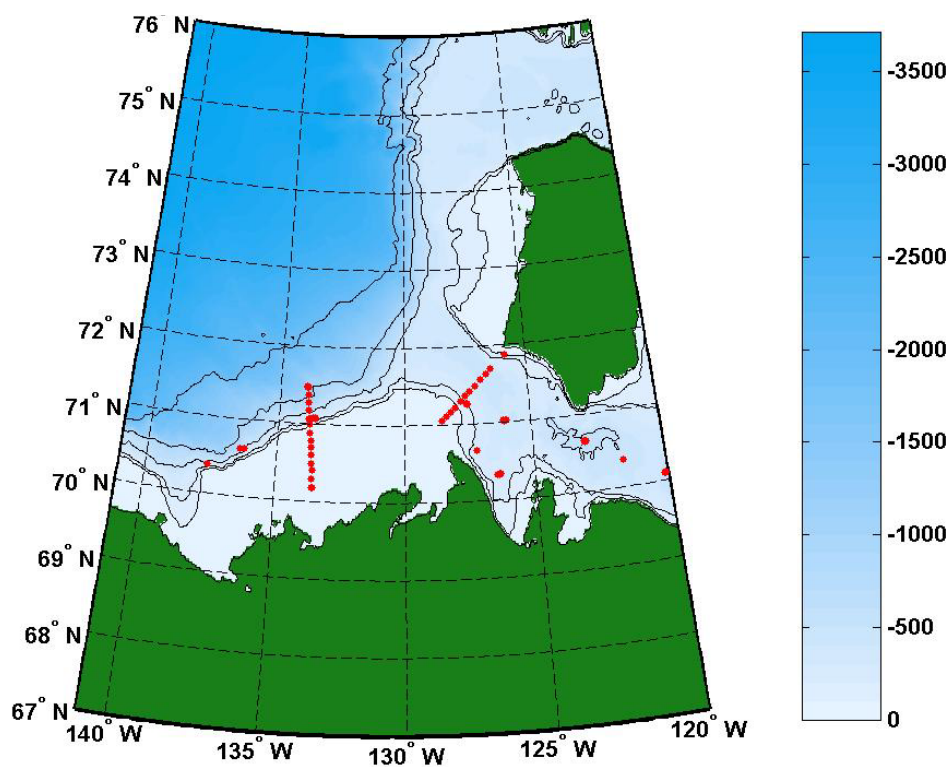 76° N
75° N
74° N
73° N
72° N
71° N
70° N
69° N
68° N
67° N
140° W
135° W
130° W
125° W
120° W
-3500
-3000
-2500
-2000
-1500
-1000
-500
0